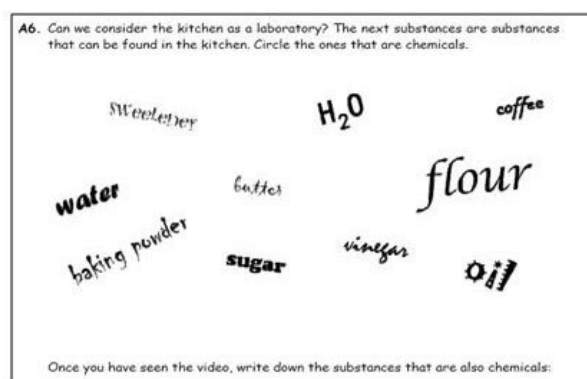 A6. Can we consider the kitchen as a laboratory? The next substances are substances
that can be found in the kitchen. Circle the ones that are chemicals.
sweetener
H₂O
coffee
water
butter
flour
baking powder
sugar
vinegar
oil
Once you have seen the video, write down the substances that are also chemicals: